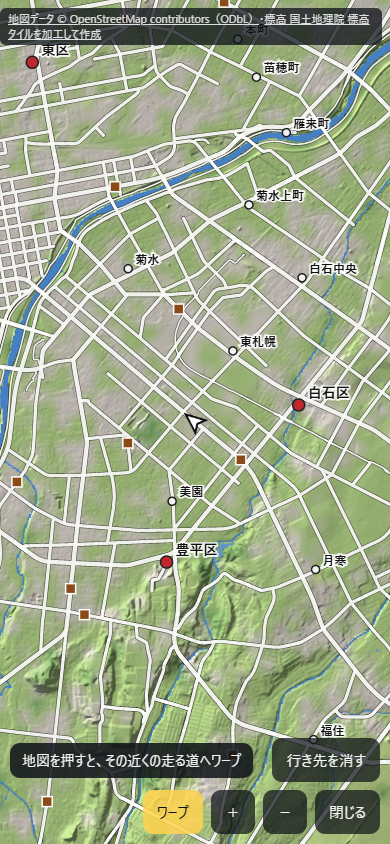 地図データ © OpenStreetMap contributors（ODbL）・標高 国土地理院 標高
タイルを加工して作成
本町
東区
苗穂町
雁来町
菊水上町
菊水
白石中央
東札幌
白石区
美園
豊平区
月寒
福住
地図を押すと、その近くの走る道へワープ
行き先を消す
ワープ
+
−
閉じる